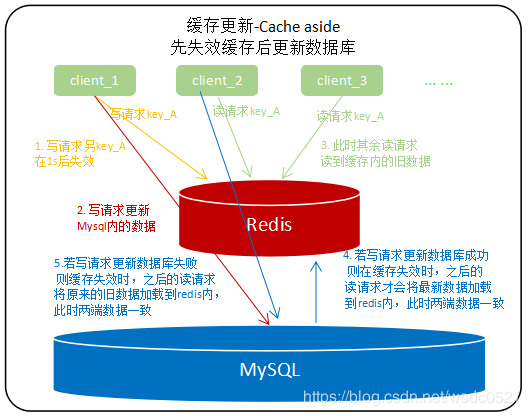 缓存更新-Cache aside
先失效缓存后更新数据库
client_1
client_2
client_3
... ...
写请求key_A
读请求key_A
读请求key_A
1. 写请求另key_A
在1s后失效
3. 此时其余读请求
读到缓存内的旧数据
2. 写请求更新
Mysql内的数据
Redis
5.若写请求更新数据库失败
则缓存失效时，之后的读请求
将原来的旧数据加载到redis内，
此时两端数据一致
4. 若写请求更新数据库成功
则在缓存失效时，之后的
读请求才会将最新数据加载
到redis内，此时两端数据一致
MySQL